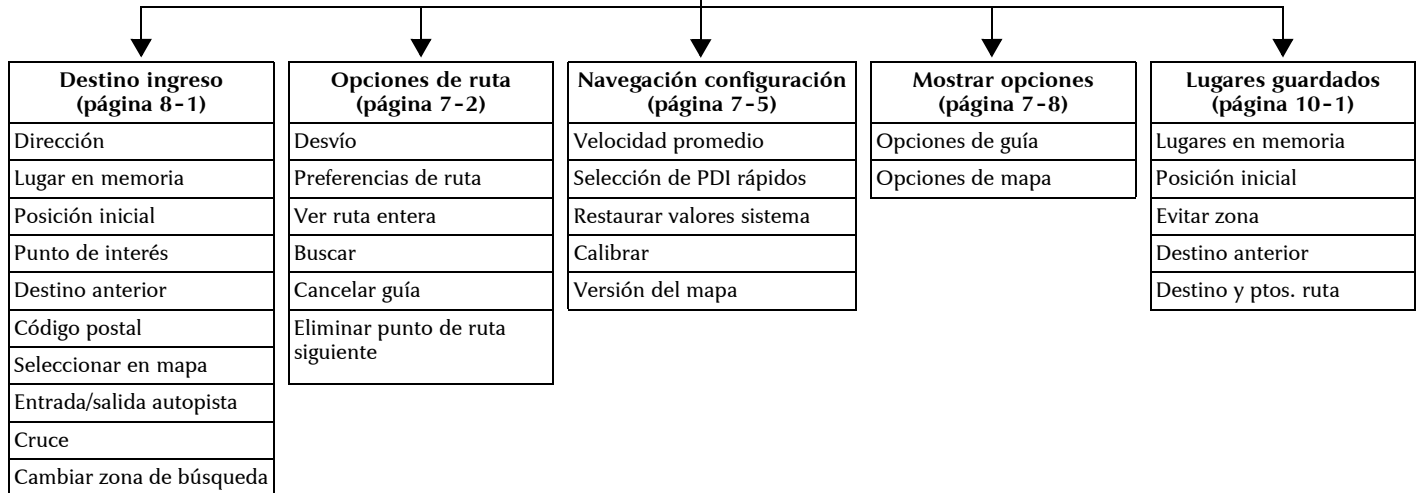 Destino ingreso
(página 8-1)
Dirección
Lugar en memoria
Posición inicial
Punto de interés
Destino anterior
Código postal
Seleccionar en mapa
Entrada/salida autopista
Cruce
Cambiar zona de búsqueda
Opciones de ruta
(página 7-2)
Desvío
Preferencias de ruta
Ver ruta entera
Buscar
Cancelar guía
Eliminar punto de ruta
siguiente
Navegación configuración
(página 7-5)
Velocidad promedio
Selección de PDI rápidos
Restaurar valores sistema
Calibrar
Versión del mapa
Mostrar opciones
(página 7-8)
Opciones de guía
Opciones de mapa
Lugares guardados
(página 10-1)
Lugares en memoria
Posición inicial
Evitar zona
Destino anterior
Destino y ptos. ruta